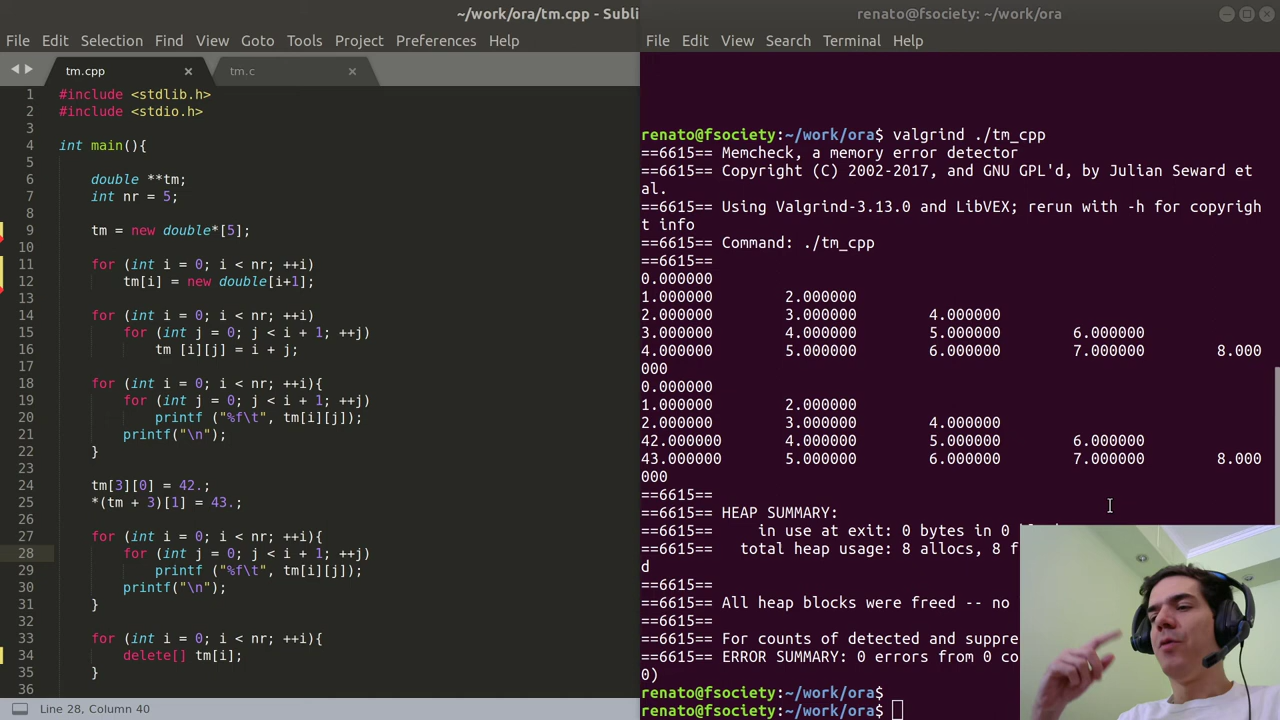 ~/work/ora/tm.cpp - Subli
File Edit Selection Find View Goto Tools Project Preferences Help
tm.cpp × tm.c ×
1 #include <stdlib.h>
2 #include <stdio.h>
3
4 int main(){
5
6 double **tm;
7 int nr = 5;
8
9 tm = new double*[5];
10
11 for (int i = 0; i < nr; ++i)
12 tm[i] = new double[i+1];
13
14 for (int i = 0; i < nr; ++i)
15 for (int j = 0; j < i + 1; ++j)
16 tm [i][j] = i + j;
17
18 for (int i = 0; i < nr; ++i){
19 for (int j = 0; j < i + 1; ++j)
20 printf ("%f\t", tm[i][j]);
21 printf("\n");
22 }
23
24 tm[3][0] = 42.;
25 *(tm + 3)[1] = 43.;
26
27 for (int i = 0; i < nr; ++i){
28 for (int j = 0; j < i + 1; ++j)
29 printf ("%f\t", tm[i][j]);
30 printf("\n");
31 }
32
33 for (int i = 0; i < nr; ++i){
34 delete[] tm[i];
35 }
36
Line 28, Column 40
renato@fsociety: ~/work/ora
File Edit View Search Terminal Help
renato@fsociety:~/work/ora$ valgrind ./tm_cpp
==6615== Memcheck, a memory error detector
==6615== Copyright (C) 2002-2017, and GNU GPL'd, by Julian Seward et
al.
==6615== Using Valgrind-3.13.0 and LibVEX; rerun with -h for copyrigh
t info
==6615== Command: ./tm_cpp
==6615==
0.000000
1.000000 2.000000
2.000000 3.000000 4.000000
3.000000 4.000000 5.000000 6.000000
4.000000 5.000000 6.000000 7.000000 8.000
000
0.000000
1.000000 2.000000
2.000000 3.000000 4.000000
42.000000 4.000000 5.000000 6.000000
43.000000 5.000000 6.000000 7.000000 8.000
000
==6615==
==6615== HEAP SUMMARY:
==6615== in use at exit: 0 bytes in 0
==6615== total heap usage: 8 allocs, 8 f
d
==6615==
==6615== All heap blocks were freed -- no
==6615==
==6615== For counts of detected and suppre
==6615== ERROR SUMMARY: 0 errors from 0 co
0)
renato@fsociety:~/work/ora$
renato@fsociety:~/work/ora$